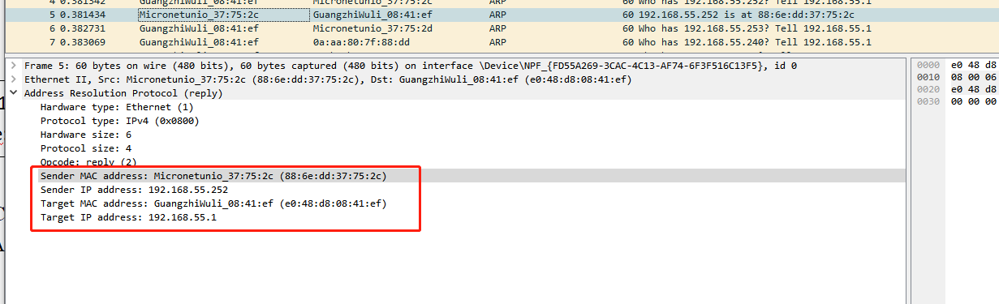 4 0.381342 GuangzhiWuli_08:41:ef Micronetunio_37:75:2c ARP 60 Who has 192.168.55.252? Tell 192.168.55.1
5 0.381434 Micronetunio_37:75:2c GuangzhiWuli_08:41:ef ARP 60 192.168.55.252 is at 88:6e:dd:37:75:2c
6 0.382731 GuangzhiWuli_08:41:ef Micronetunio_37:75:2d ARP 60 Who has 192.168.55.253? Tell 192.168.55.1
7 0.383069 GuangzhiWuli_08:41:ef 0a:aa:80:7f:88:dd ARP 60 Who has 192.168.55.240? Tell 192.168.55.1
Frame 5: 60 bytes on wire (480 bits), 60 bytes captured (480 bits) on interface \Device\NPF_{FD55A269-3CAC-4C13-AF74-6F3F516C13F5}, id 0
Ethernet II, Src: Micronetunio_37:75:2c (88:6e:dd:37:75:2c), Dst: GuangzhiWuli_08:41:ef (e0:48:d8:08:41:ef)
Address Resolution Protocol (reply)
Hardware type: Ethernet (1)
Protocol type: IPv4 (0x0800)
Hardware size: 6
Protocol size: 4
Opcode: reply (2)
Sender MAC address: Micronetunio_37:75:2c (88:6e:dd:37:75:2c)
Sender IP address: 192.168.55.252
Target MAC address: GuangzhiWuli_08:41:ef (e0:48:d8:08:41:ef)
Target IP address: 192.168.55.1
0000 e0 48 d8
0010 08 00 06
0020 e0 48 d8
0030 00 00 00